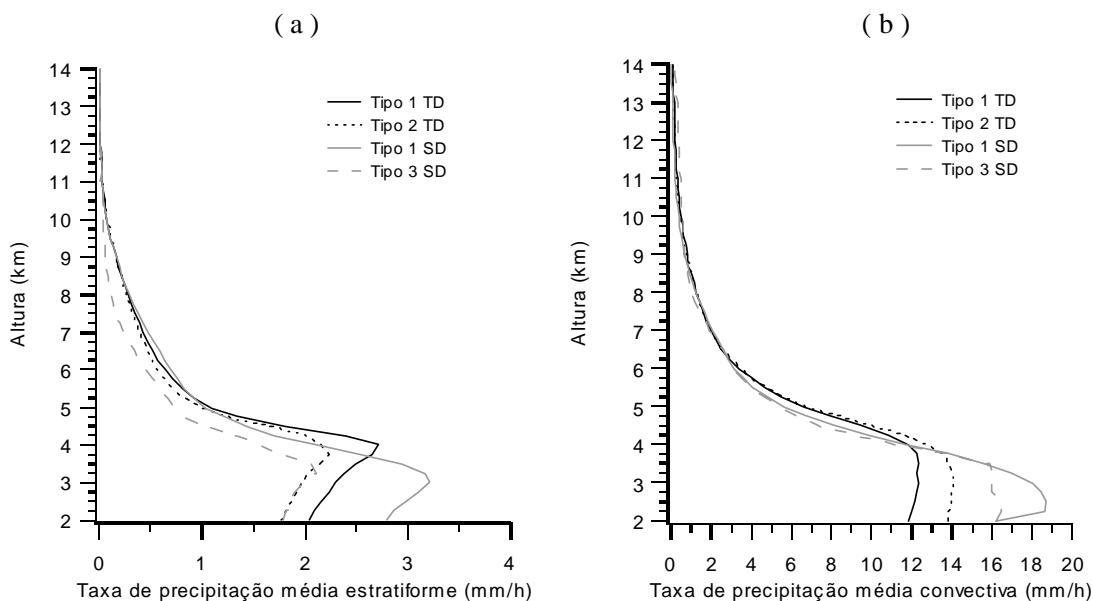 ( a )
( b )
14
13
12
11
10
9
8
7
6
5
4
3
2
Altura (km)
Tipo 1 TD
Tipo 2 TD
Tipo 1 SD
Tipo 3 SD
0 1 2 3 4
Taxa de precipitação média estratiforme (mm/h)
14
13
12
11
10
9
8
7
6
5
4
3
2
Altura (km)
Tipo 1 TD
Tipo 2 TD
Tipo 1 SD
Tipo 3 SD
0 2 4 6 8 10 12 14 16 18 20
Taxa de precipitação média convectiva (mm/h)